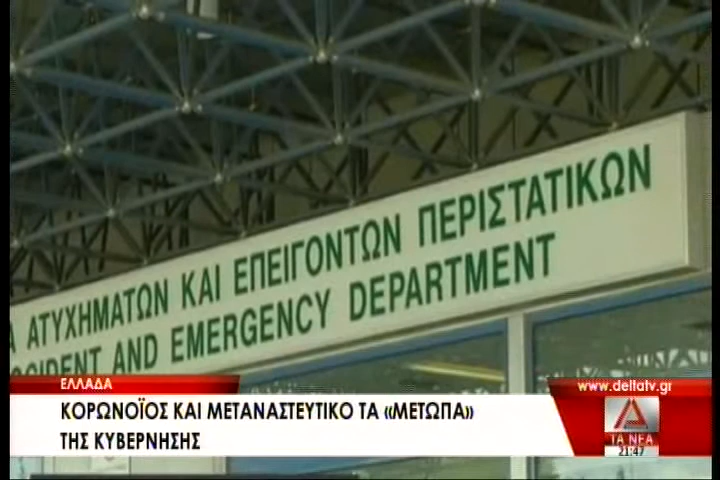 Α ΑΤΥΧΗΜΑΤΩΝ ΚΑΙ ΕΠΕΙΓΟΝΤΩΝ ΠΕΡΙΣΤΑΤΙΚΩΝ
CCIDENT AND EMERGENCY DEPARTMENT
ΕΛΛΑΔΑ
ΚΟΡΩΝΟΪΟΣ ΚΑΙ ΜΕΤΑΝΑΣΤΕΥΤΙΚΟ ΤΑ «ΜΕΤΩΠΑ»
ΤΗΣ ΚΥΒΕΡΝΗΣΗΣ
www.deltatv.gr
ΤΑ ΝΕΑ
21:47